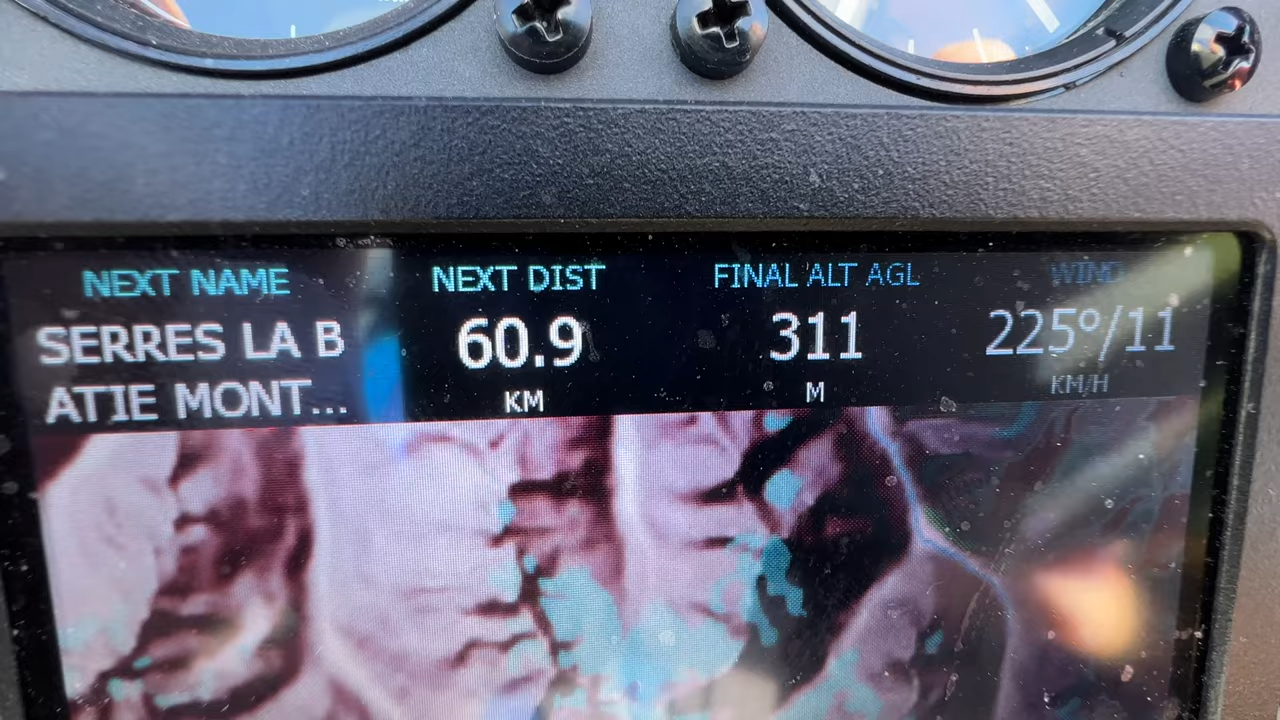 NEXT NAME NEXT DIST FINAL ALT AGL WIND
SERRES LA B 60.9 311 225°/11
ATIE MONT... KM M KM/H